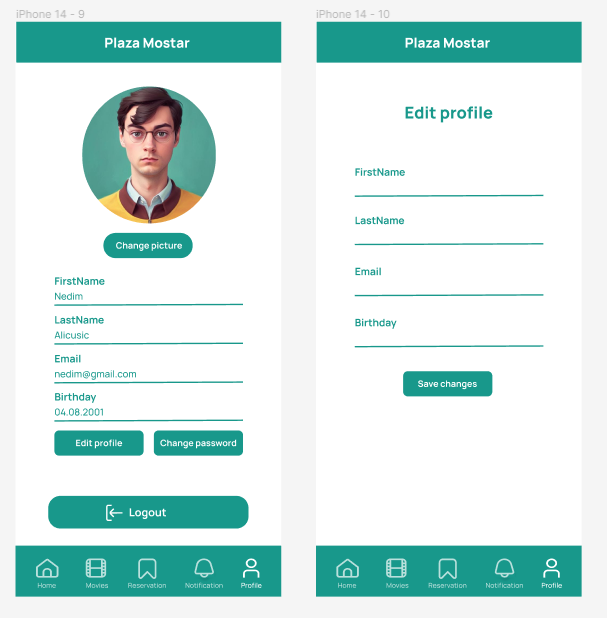 iPhone 14 - 9
Plaza Mostar
Change picture
FirstName
Nedim
LastName
Alicusic
Email
nedim@gmail.com
Birthday
04.08.2001
Edit profile
Change password
Logout
Home
Movies
Reservation
Notification
Profile
iPhone 14 - 10
Plaza Mostar
Edit profile
FirstName
LastName
Email
Birthday
Save changes
Home
Movies
Reservation
Notification
Profile